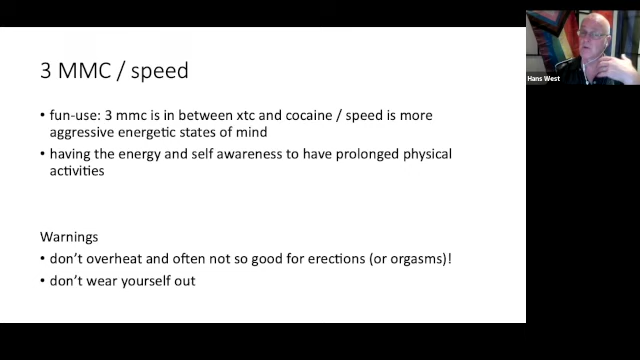 3 MMC / speed
• fun-use: 3 mmc is in between xtc and cocaine / speed is more
aggressive energetic states of mind
• having the energy and self awareness to have prolonged physical
activities
Warnings
• don't overheat and often not so good for erections (or orgasms)!
• don't wear yourself out
Hans West